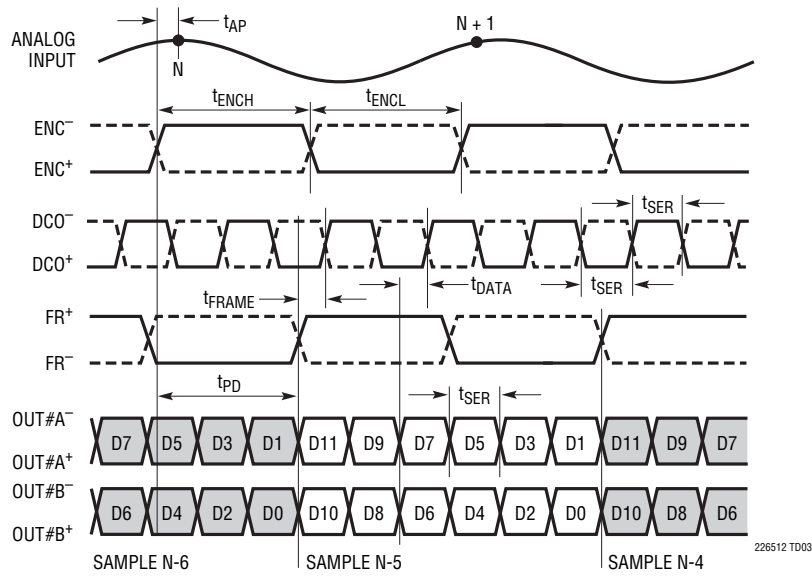 tAP
ANALOG INPUT
N
N + 1
tENCH
tENCL
ENC–
ENC+
DCO–
DCO+
tSER
tFRAME
tDATA
tSER
FR+
FR–
tPD
tSER
OUT#A–
OUT#A+
D7 D5 D3 D1 D11 D9 D7 D5 D3 D1 D11 D9 D7
OUT#B–
OUT#B+
D6 D4 D2 D0 D10 D8 D6 D4 D2 D0 D10 D8 D6
SAMPLE N-6
SAMPLE N-5
SAMPLE N-4
226512 TD03